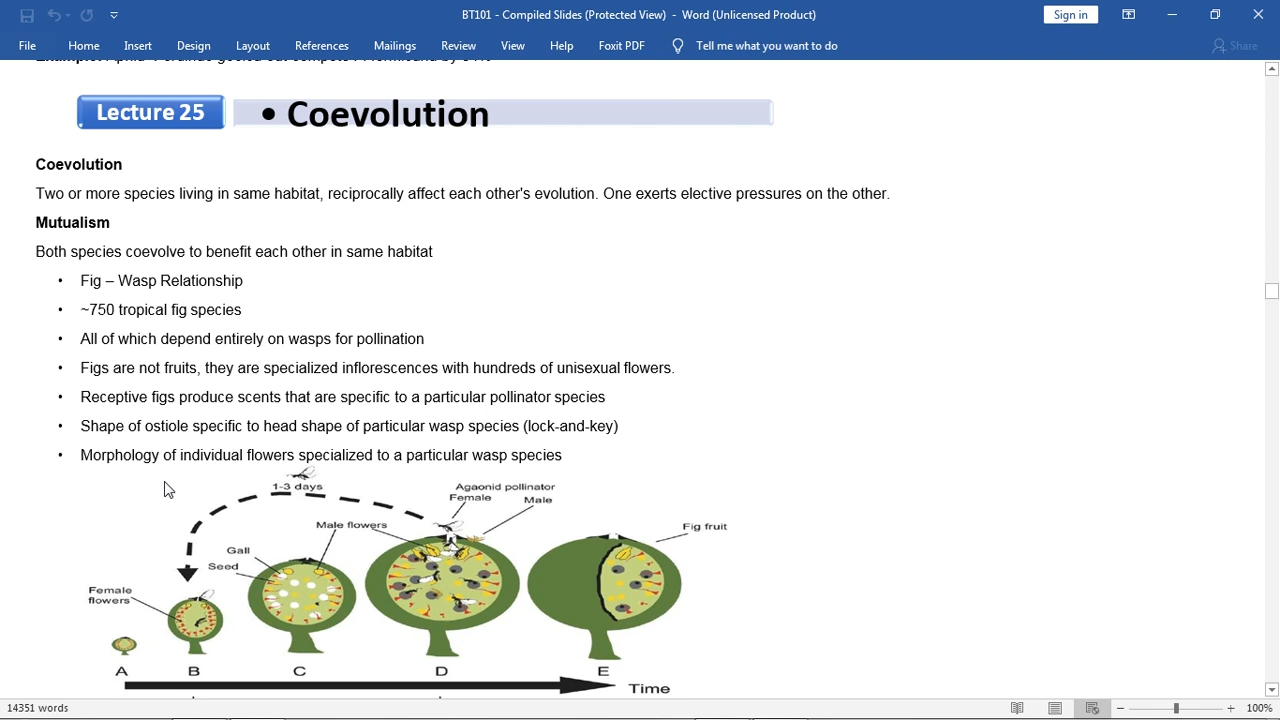 BT101 - Compiled Slides (Protected View) - Word (Unlicensed Product)
Sign in
File Home Insert Design Layout References Mailings Review View Help Foxit PDF Tell me what you want to do Share
Lecture 25 • Coevolution
Coevolution
Two or more species living in same habitat, reciprocally affect each other's evolution. One exerts elective pressures on the other.
Mutualism
Both species coevolve to benefit each other in same habitat
• Fig – Wasp Relationship
• ~750 tropical fig species
• All of which depend entirely on wasps for pollination
• Figs are not fruits, they are specialized inflorescences with hundreds of unisexual flowers.
• Receptive figs produce scents that are specific to a particular pollinator species
• Shape of ostiole specific to head shape of particular wasp species (lock-and-key)
• Morphology of individual flowers specialized to a particular wasp species
1-3 days
Agaonid pollinator
Female Male
Male flowers
Fig fruit
Gall
Seed
Female
flowers
A B C D E
Time
14351 words
100%